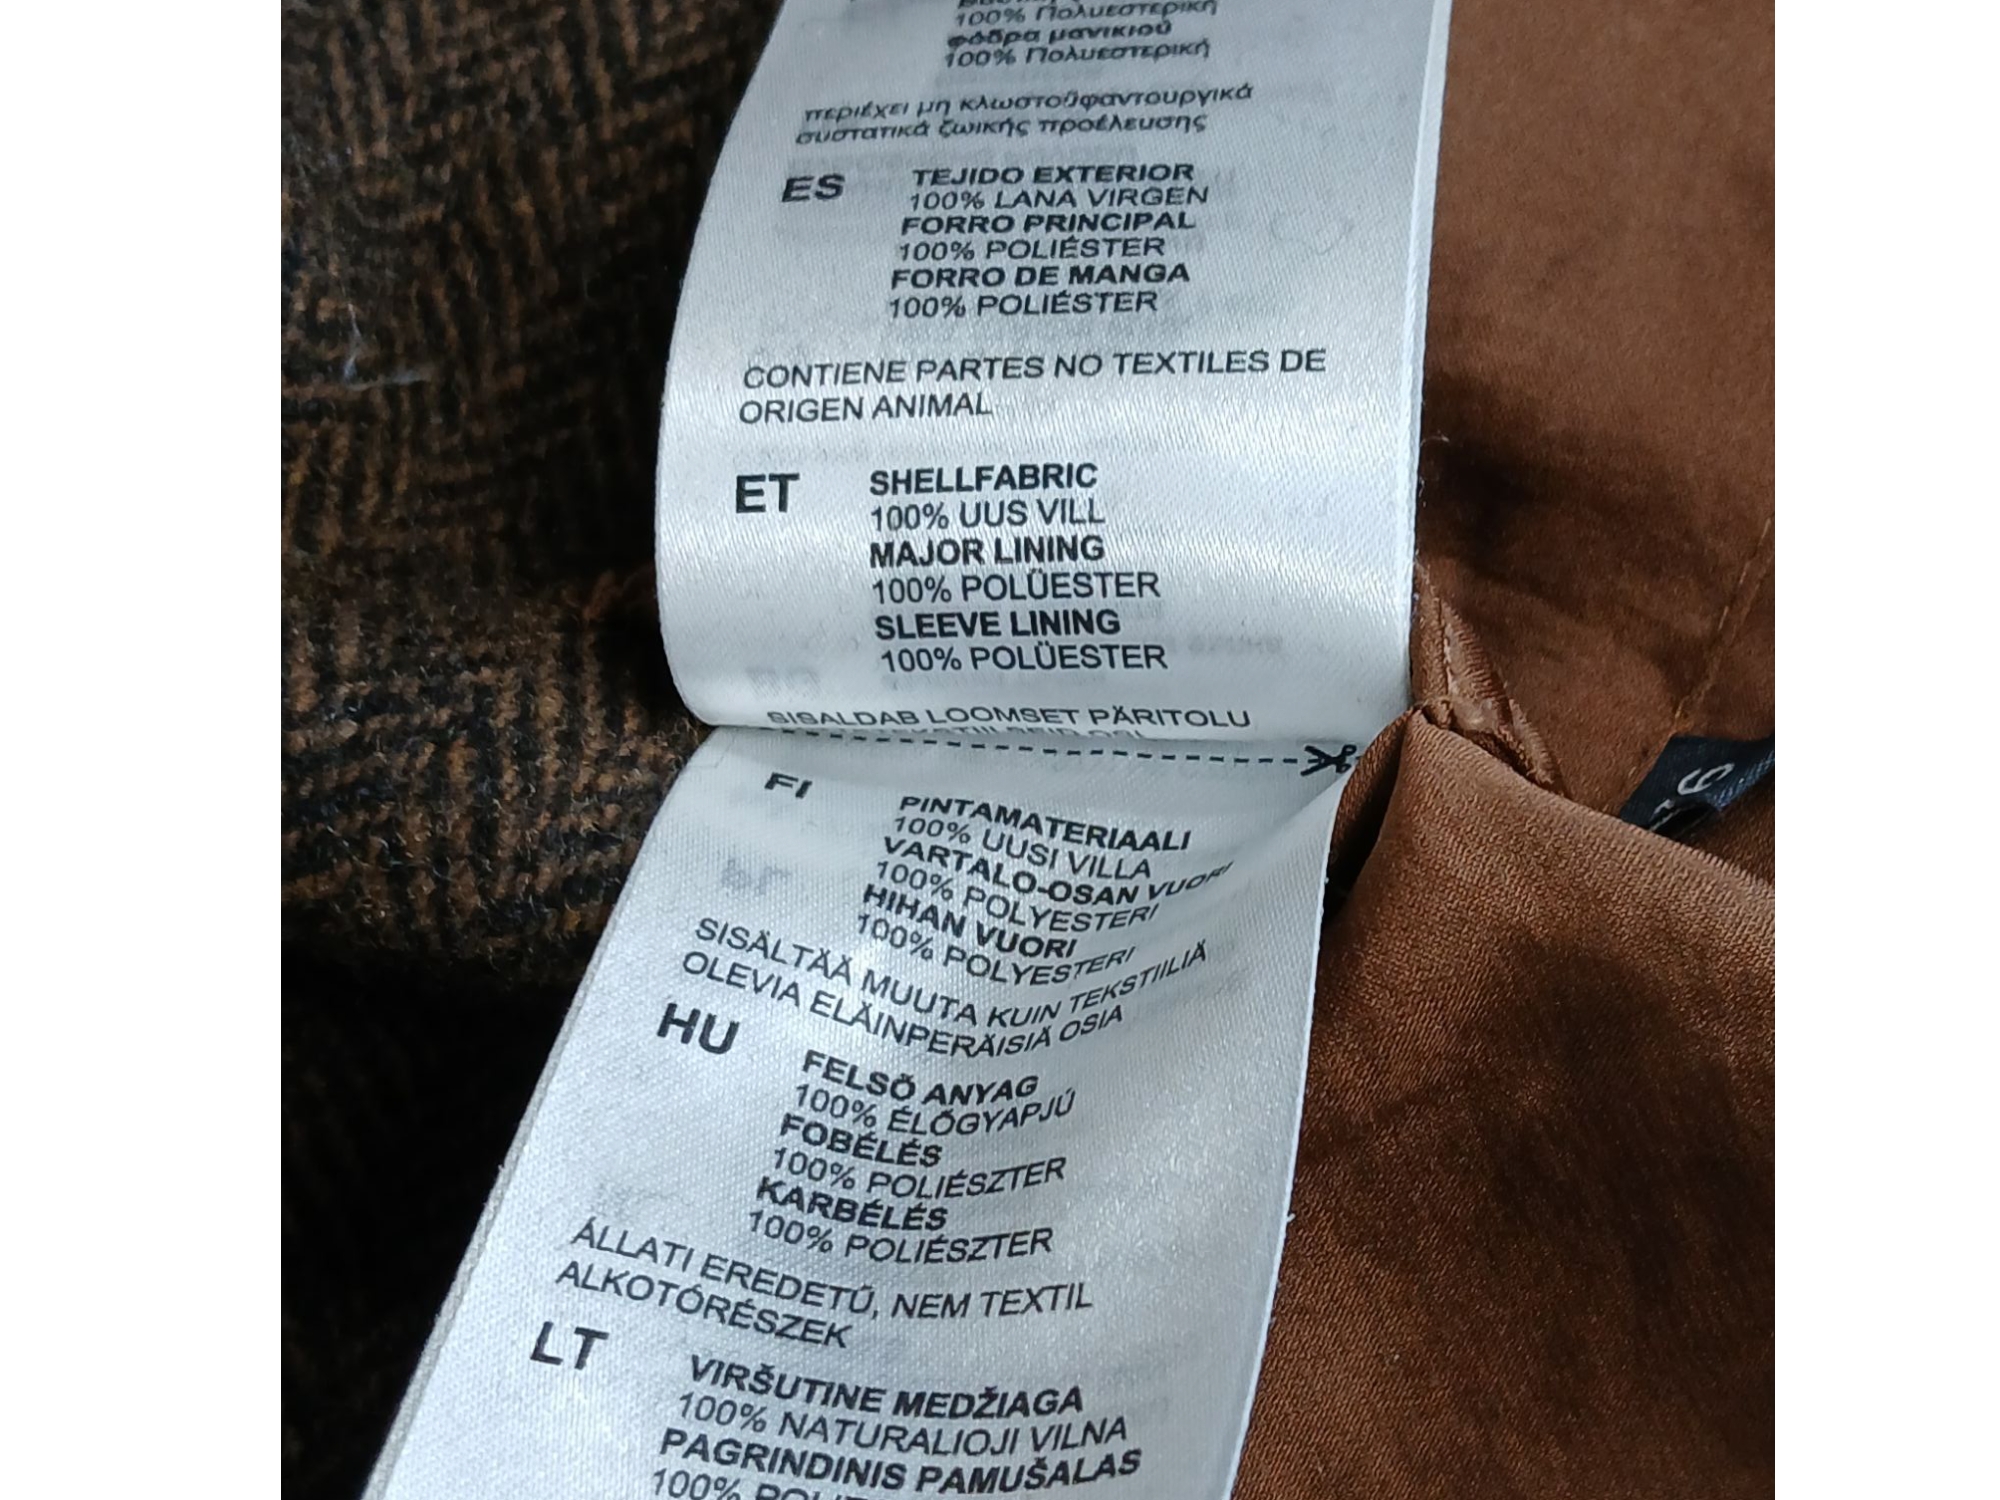 100% Πολυεστερική
φόδρα μανικιού
100% Πολυεστερική
περιέχει μη κλωστοϋφαντουργικά
συστατικά ζωικής προέλευσης
ES TEJIDO EXTERIOR
100% LANA VIRGEN
FORRO PRINCIPAL
100% POLIÉSTER
FORRO DE MANGA
100% POLIÉSTER
CONTIENE PARTES NO TEXTILES DE
ORIGEN ANIMAL
ET SHELLFABRIC
100% UUS VILL
MAJOR LINING
100% POLÜESTER
SLEEVE LINING
100% POLÜESTER
SISALDAB LOOMSET PÄRITOLU
FI PINTAMATERIAALI
100% UUSI VILLA
VARTALO-OSAN VUORI
100% POLYESTERI
HIHAN VUORI
100% POLYESTERI
SISÄLTÄÄ MUUTA KUIN TEKSTIILIÄ
OLEVIA ELÄINPERÄISIÄ OSIA
HU FELSŐ ANYAG
100% ÉLŐGYAPJÚ
FOBÉLÉS
100% POLIÉSZTER
KARBÉLÉS
100% POLIÉSZTER
ÁLLATI EREDETŰ, NEM TEXTIL
ALKOTÓRÉSZEK
LT VIRŠUTINE MEDŽIAGA
100% NATURALIOJI VILNA
PAGRINDINIS PAMUŠALAS
100%